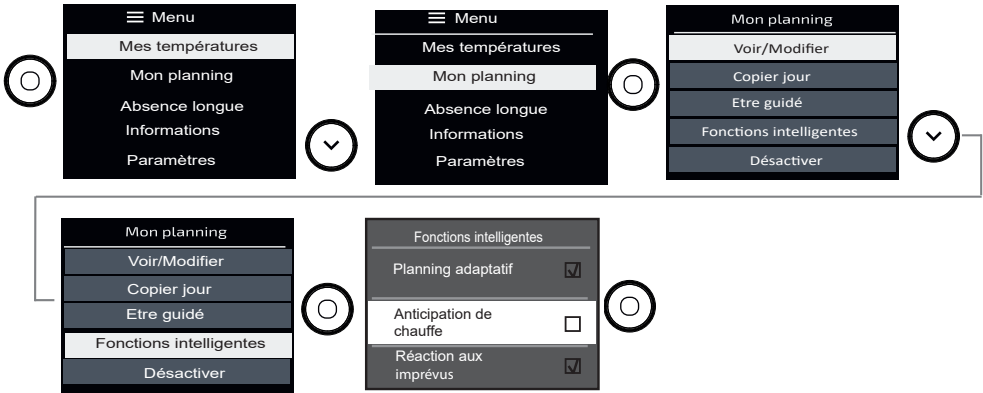 Menu
Mes températures
Mon planning
Absence longue
Informations
Paramètres
Menu
Mes températures
Mon planning
Absence longue
Informations
Paramètres
Mon planning
Voir/Modifier
Copier jour
Etre guidé
Fonctions intelligentes
Désactiver
Mon planning
Voir/Modifier
Copier jour
Etre guidé
Fonctions intelligentes
Désactiver
Fonctions intelligentes
Planning adaptatif
Anticipation de
chauffe
Réaction aux
imprévus